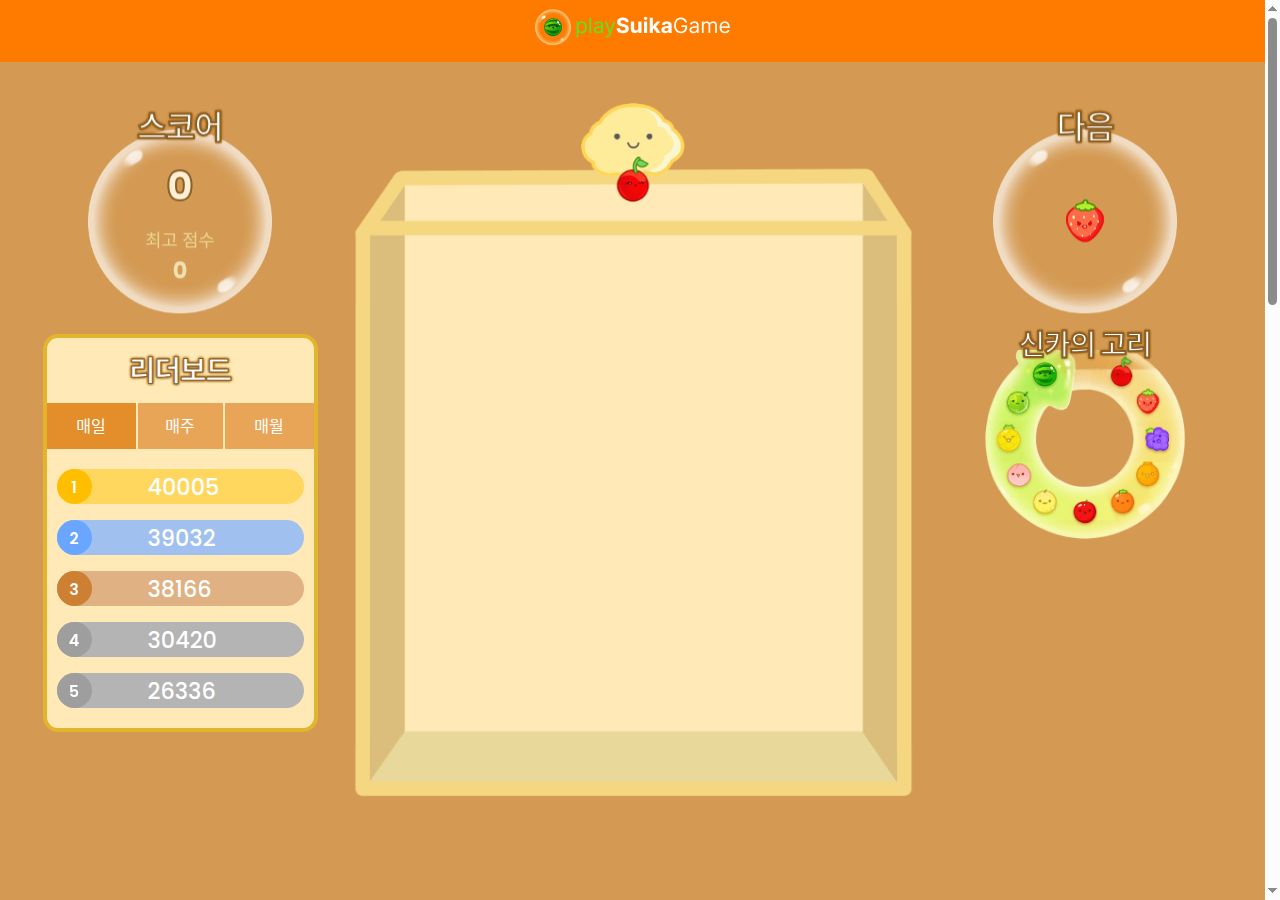 playSuikaGame
스코어
0
최고 점수
0
다음
신카의 고리
리더보드
매일 매주 매월
1 40005
2 39032
3 38166
4 30420
5 26336